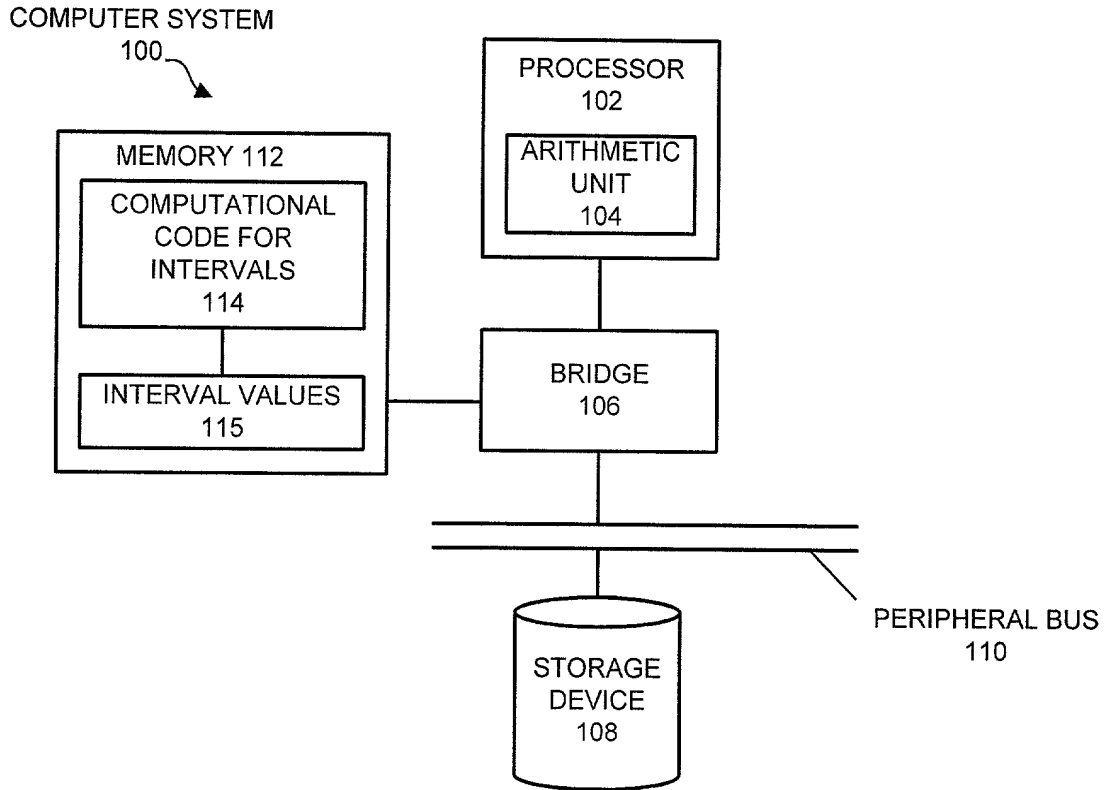 COMPUTER SYSTEM
100
PROCESSOR
102
ARITHMETIC
UNIT
104
MEMORY 112
COMPUTATIONAL
CODE FOR
INTERVALS
114
INTERVAL VALUES
115
BRIDGE
106
PERIPHERAL BUS
110
STORAGE
DEVICE
108